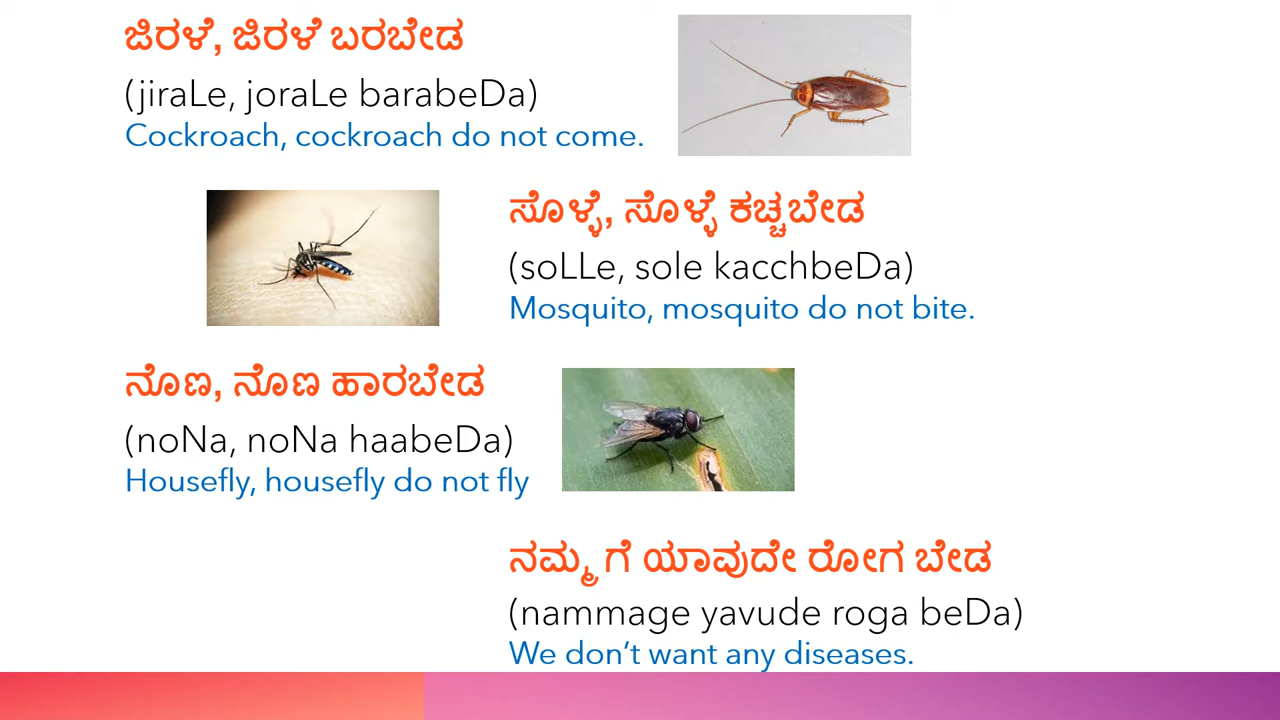 ಜಿರಳೆ, ಜಿರಳೆ ಬರಬೇಡ
(jiraLe, joraLe barabeDa)
Cockroach, cockroach do not come.
ಸೊಳ್ಳೆ, ಸೊಳ್ಳೆ ಕಚ್ಚಬೇಡ
(soLLe, sole kacchbeDa)
Mosquito, mosquito do not bite.
ನೊಣ, ನೊಣ ಹಾರಬೇಡ
(noNa, noNa haabeDa)
Housefly, housefly do not fly
ನಮ್ಮಗೆ ಯಾವುದೇ ರೋಗ ಬೇಡ
(nammage yavude roga beDa)
We don’t want any diseases.